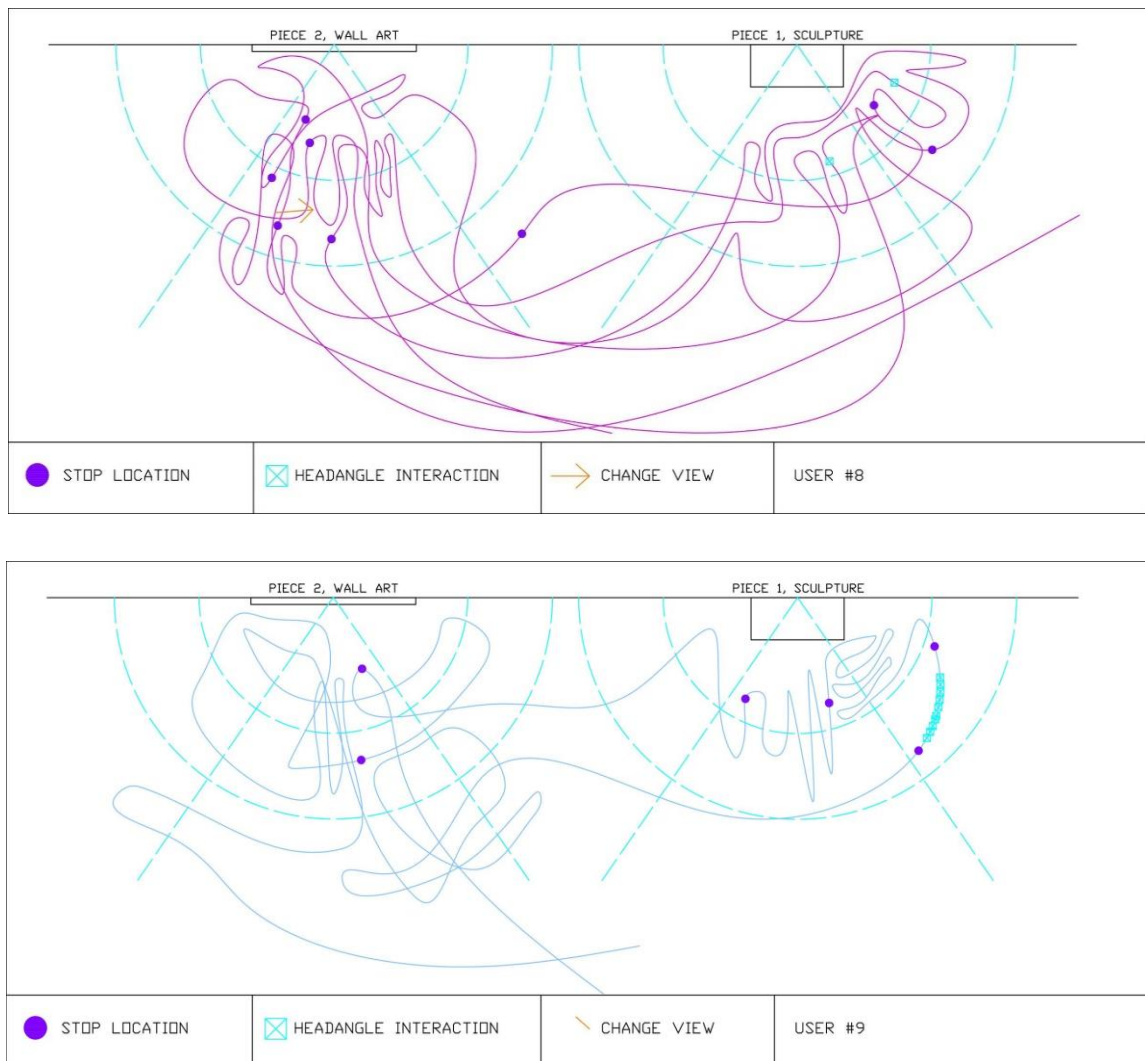 PIECE 2, WALL ART PIECE 1, SCULPTURE
STOP LOCATION HEADANGLE INTERACTION CHANGE VIEW USER #8
PIECE 2, WALL ART PIECE 1, SCULPTURE
STOP LOCATION HEADANGLE INTERACTION CHANGE VIEW USER #9